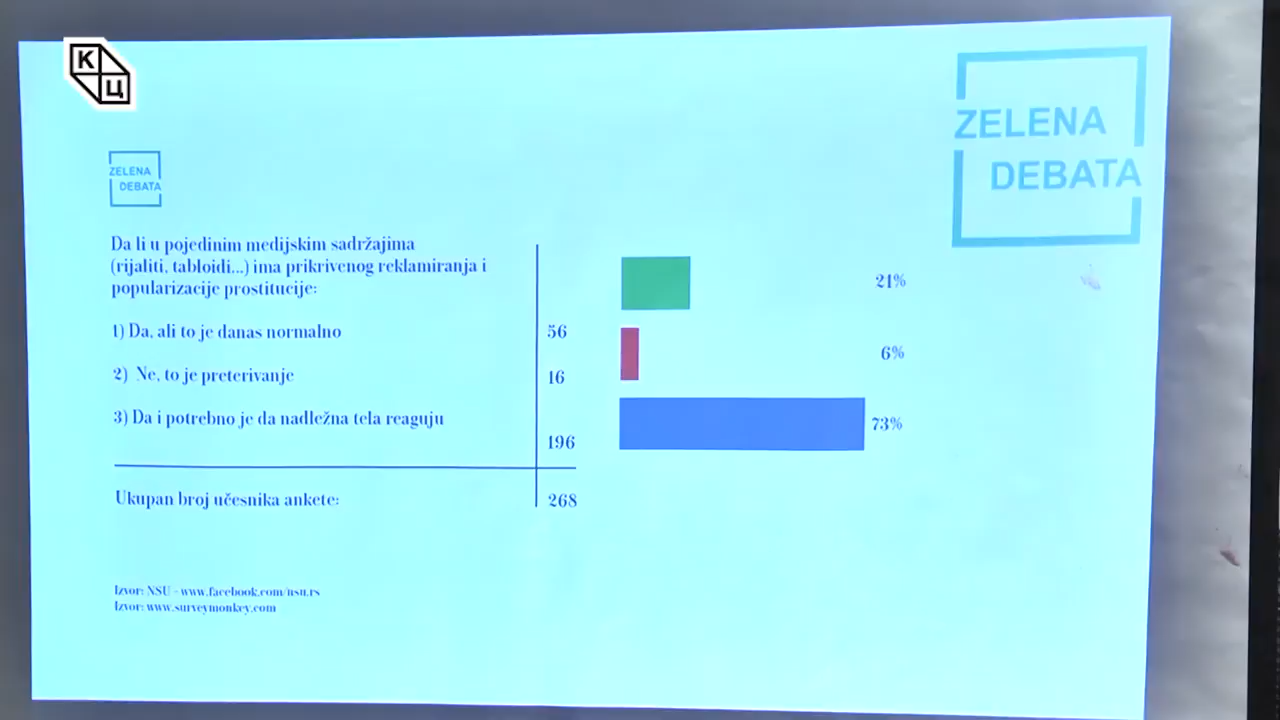 КЦ
ZELENA
DEBATA
ZELENA
DEBATA
Da li u pojedinim medijskim sadržajima
(rijaliti, tabloidi...) ima prikrivenog reklamiranja i
popularizacije prostitucije:
21%
1) Da, ali to je danas normalno 56
6%
2) Ne, to je preterivanje 16
3) Da i potrebno je da nadležna tela reaguju
73%
196
Ukupan broj učesnika ankete: 268
Izvor: NSU - www.facebook.com/nsu.rs
Izvor: www.surveymonkey.com